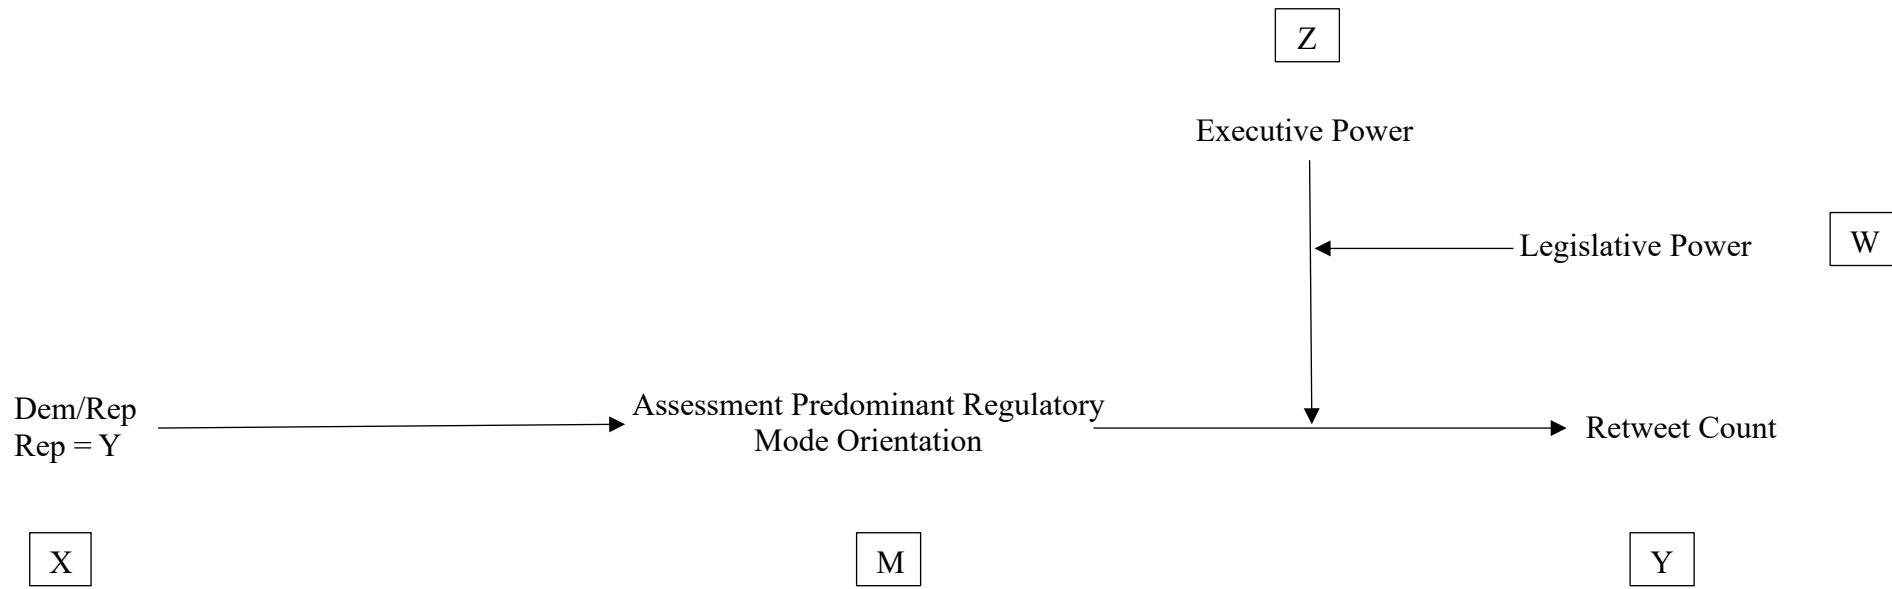 Z
Executive Power
Legislative Power
W
Dem/Rep
Rep = Y
Assessment Predominant Regulatory
Mode Orientation
Retweet Count
X
M
Y